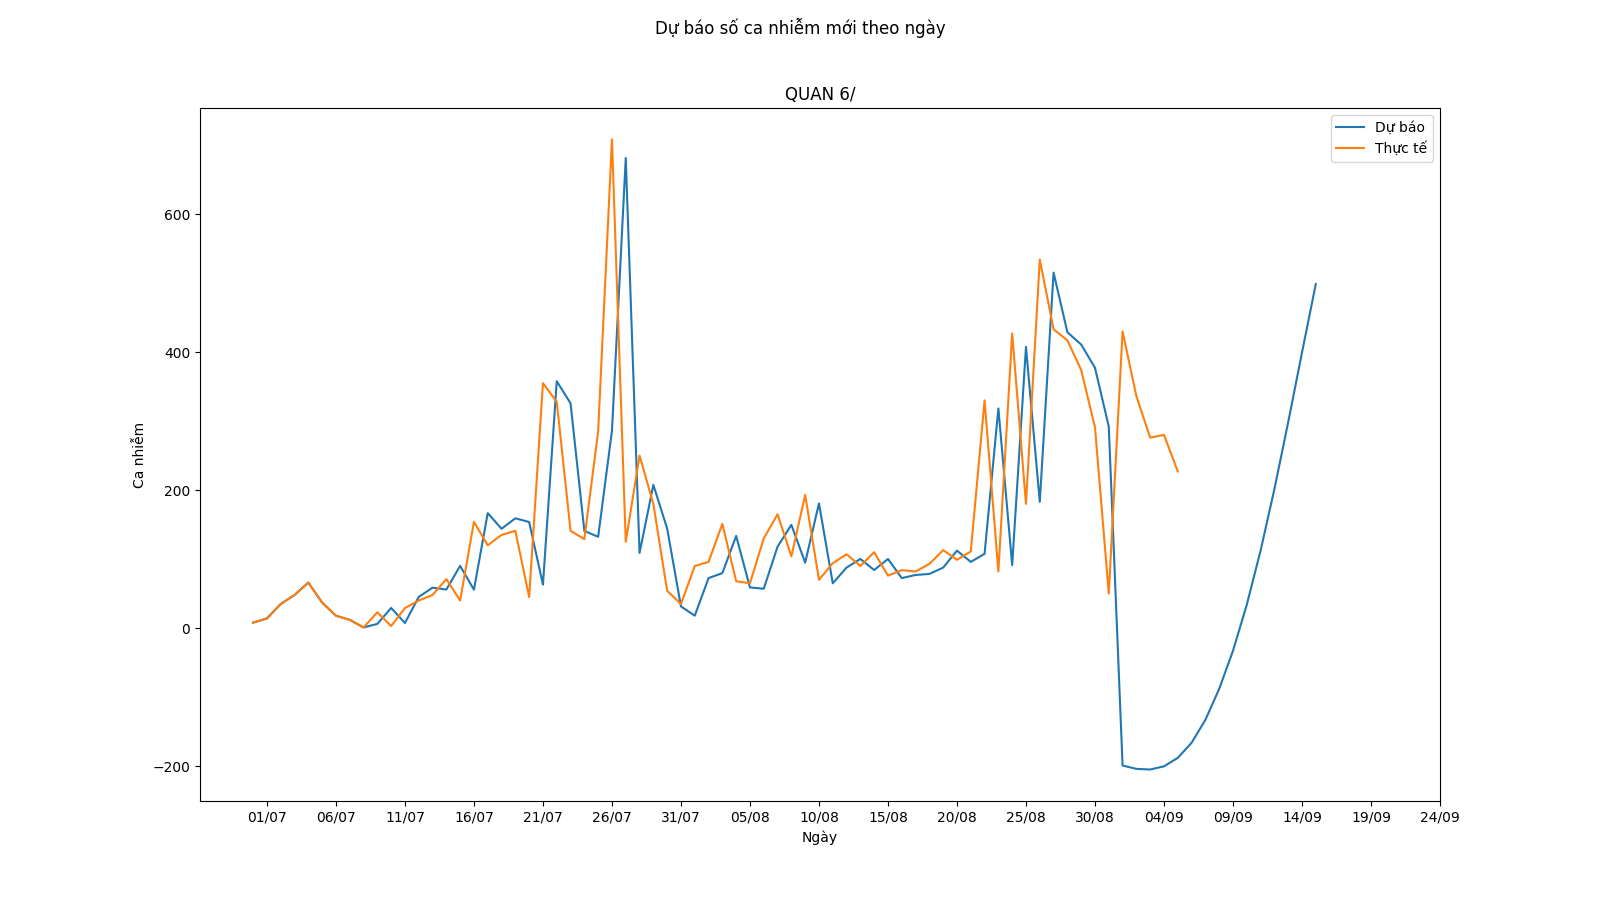 Dự báo số ca nhiễm mới theo ngày
QUAN 6/
Dự báo
Thực tế
600
400
200
0
−200
Ca nhiễm
01/07 06/07 11/07 16/07 21/07 26/07 31/07 05/08 10/08 15/08 20/08 25/08 30/08 04/09 09/09 14/09 19/09 24/09
Ngày